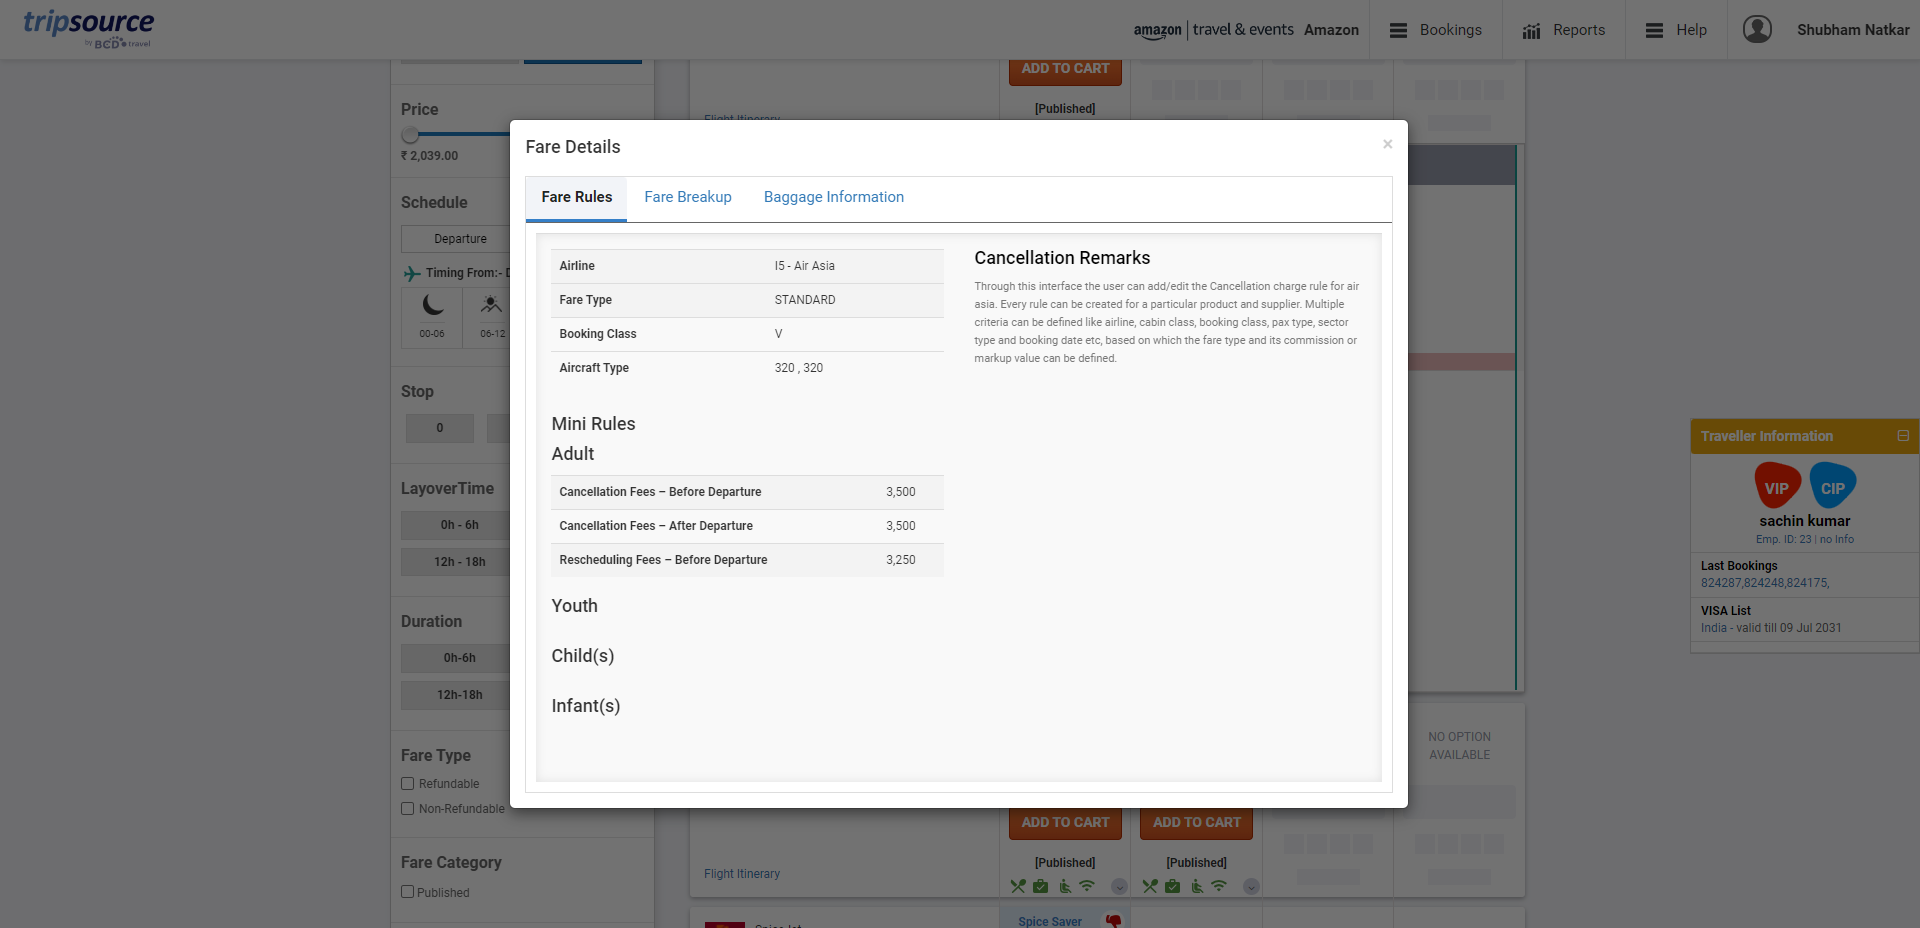 tripsource
by BCD travel
amazon | travel & events Amazon
Bookings
Reports
Help
Shubham Natkar
Price
₹ 2,039.00
Schedule
Departure
Timing From:-
00-06
06-12
Stop
0
LayoverTime
0h - 6h
12h - 18h
Duration
0h-6h
12h-18h
Fare Type
Refundable
Non-Refundable
Fare Category
Published
ADD TO CART
[Published]
Flight Itinerary
Fare Details
×
Fare Rules
Fare Breakup
Baggage Information
Airline I5 - Air Asia
Fare Type STANDARD
Booking Class V
Aircraft Type 320 , 320
Mini Rules
Adult
Cancellation Fees – Before Departure 3,500
Cancellation Fees – After Departure 3,500
Rescheduling Fees – Before Departure 3,250
Youth
Child(s)
Infant(s)
Cancellation Remarks
Through this interface the user can add/edit the Cancellation charge rule for air
asia. Every rule can be created for a particular product and supplier. Multiple
criteria can be defined like airline, cabin class, booking class, pax type, sector
type and booking date etc, based on which the fare type and its commission or
markup value can be defined.
Traveller Information
VIP CIP
sachin kumar
Emp. ID: 23 | no Info
Last Bookings
824287,824248,824175,
VISA List
India - valid till 09 Jul 2031
NO OPTION
AVAILABLE
ADD TO CART ADD TO CART
[Published] [Published]
Flight Itinerary
Spice Saver